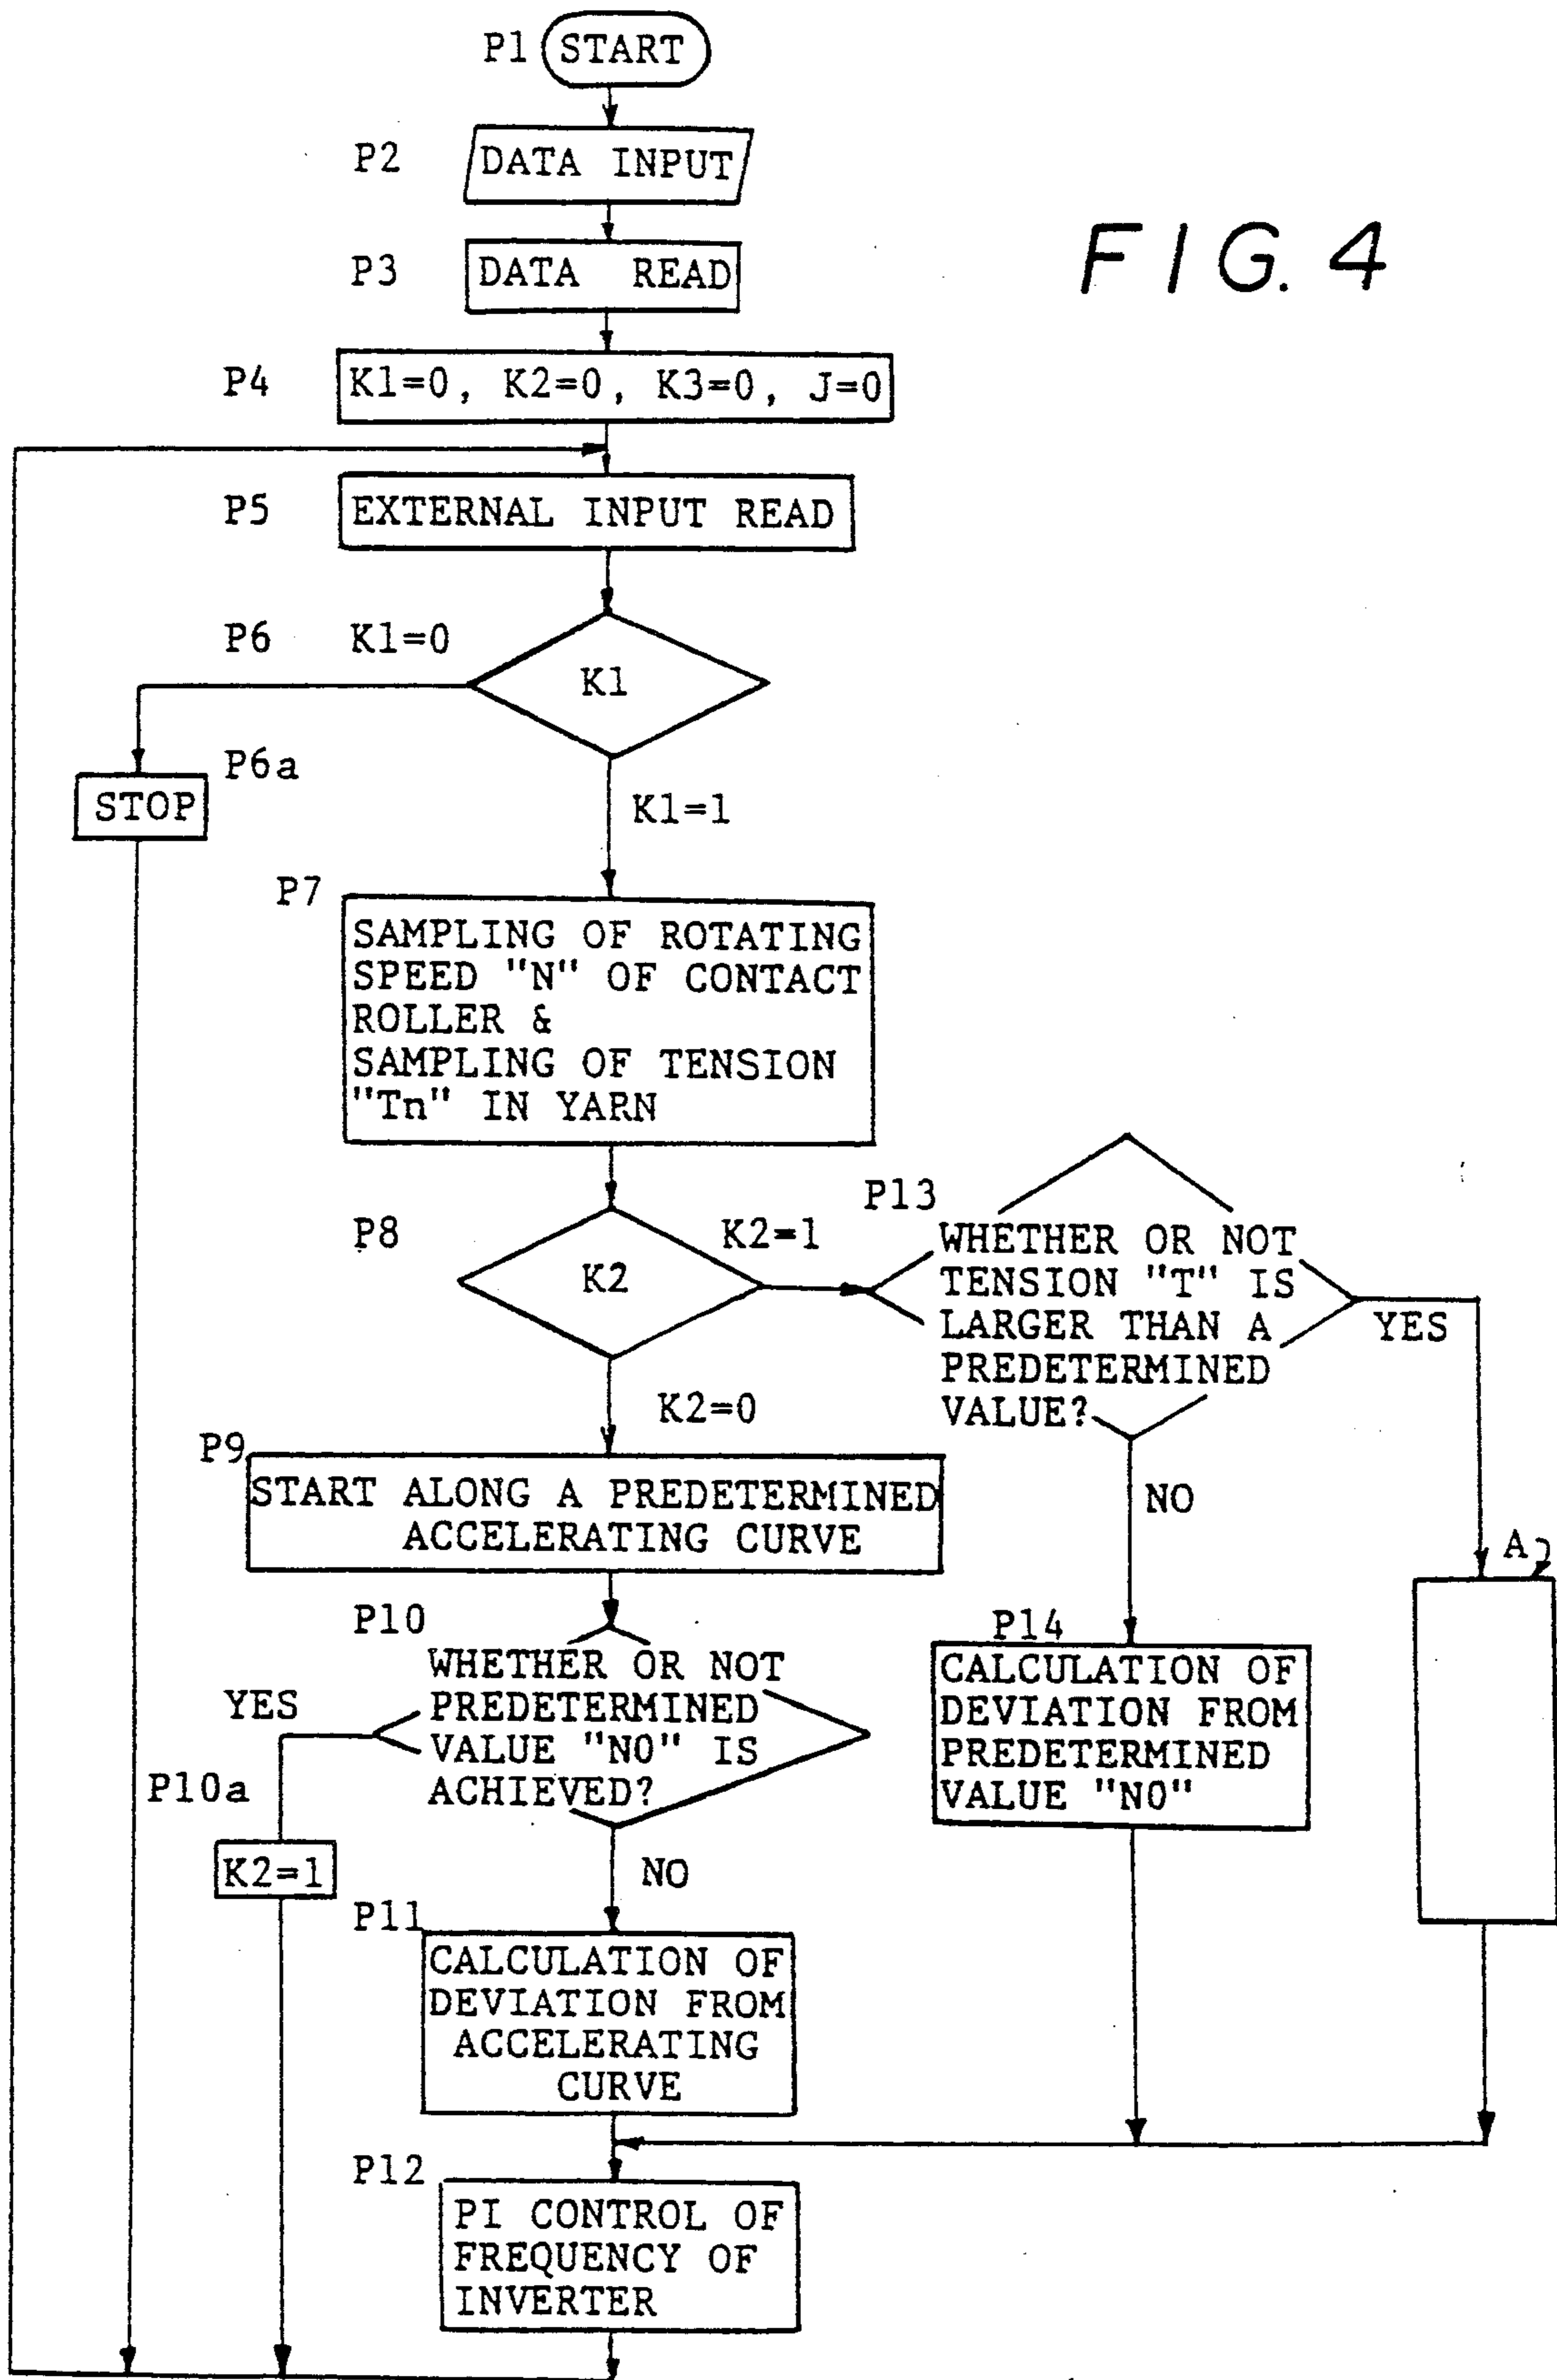 P1 START
P2 DATA INPUT
FIG. 4
P3 DATA READ
P4 K1=0, K2=0, K3=0, J=0
P5 EXTERNAL INPUT READ
P6 K1=0
K1
P6a
STOP
K1=1
P7
SAMPLING OF ROTATING
SPEED "N" OF CONTACT
ROLLER &
SAMPLING OF TENSION
"Tn" IN YARN
P8
K2
K2=1
P13
WHETHER OR NOT
TENSION "T" IS
LARGER THAN A
PREDETERMINED
VALUE?
YES
K2=0
NO
P9
START ALONG A PREDETERMINED
ACCELERATING CURVE
A
P10
WHETHER OR NOT
PREDETERMINED
VALUE "N0" IS
ACHIEVED?
YES
P10a
K2=1
NO
P14
CALCULATION OF
DEVIATION FROM
PREDETERMINED
VALUE "N0"
P11
CALCULATION OF
DEVIATION FROM
ACCELERATING
CURVE
P12
PI CONTROL OF
FREQUENCY OF
INVERTER